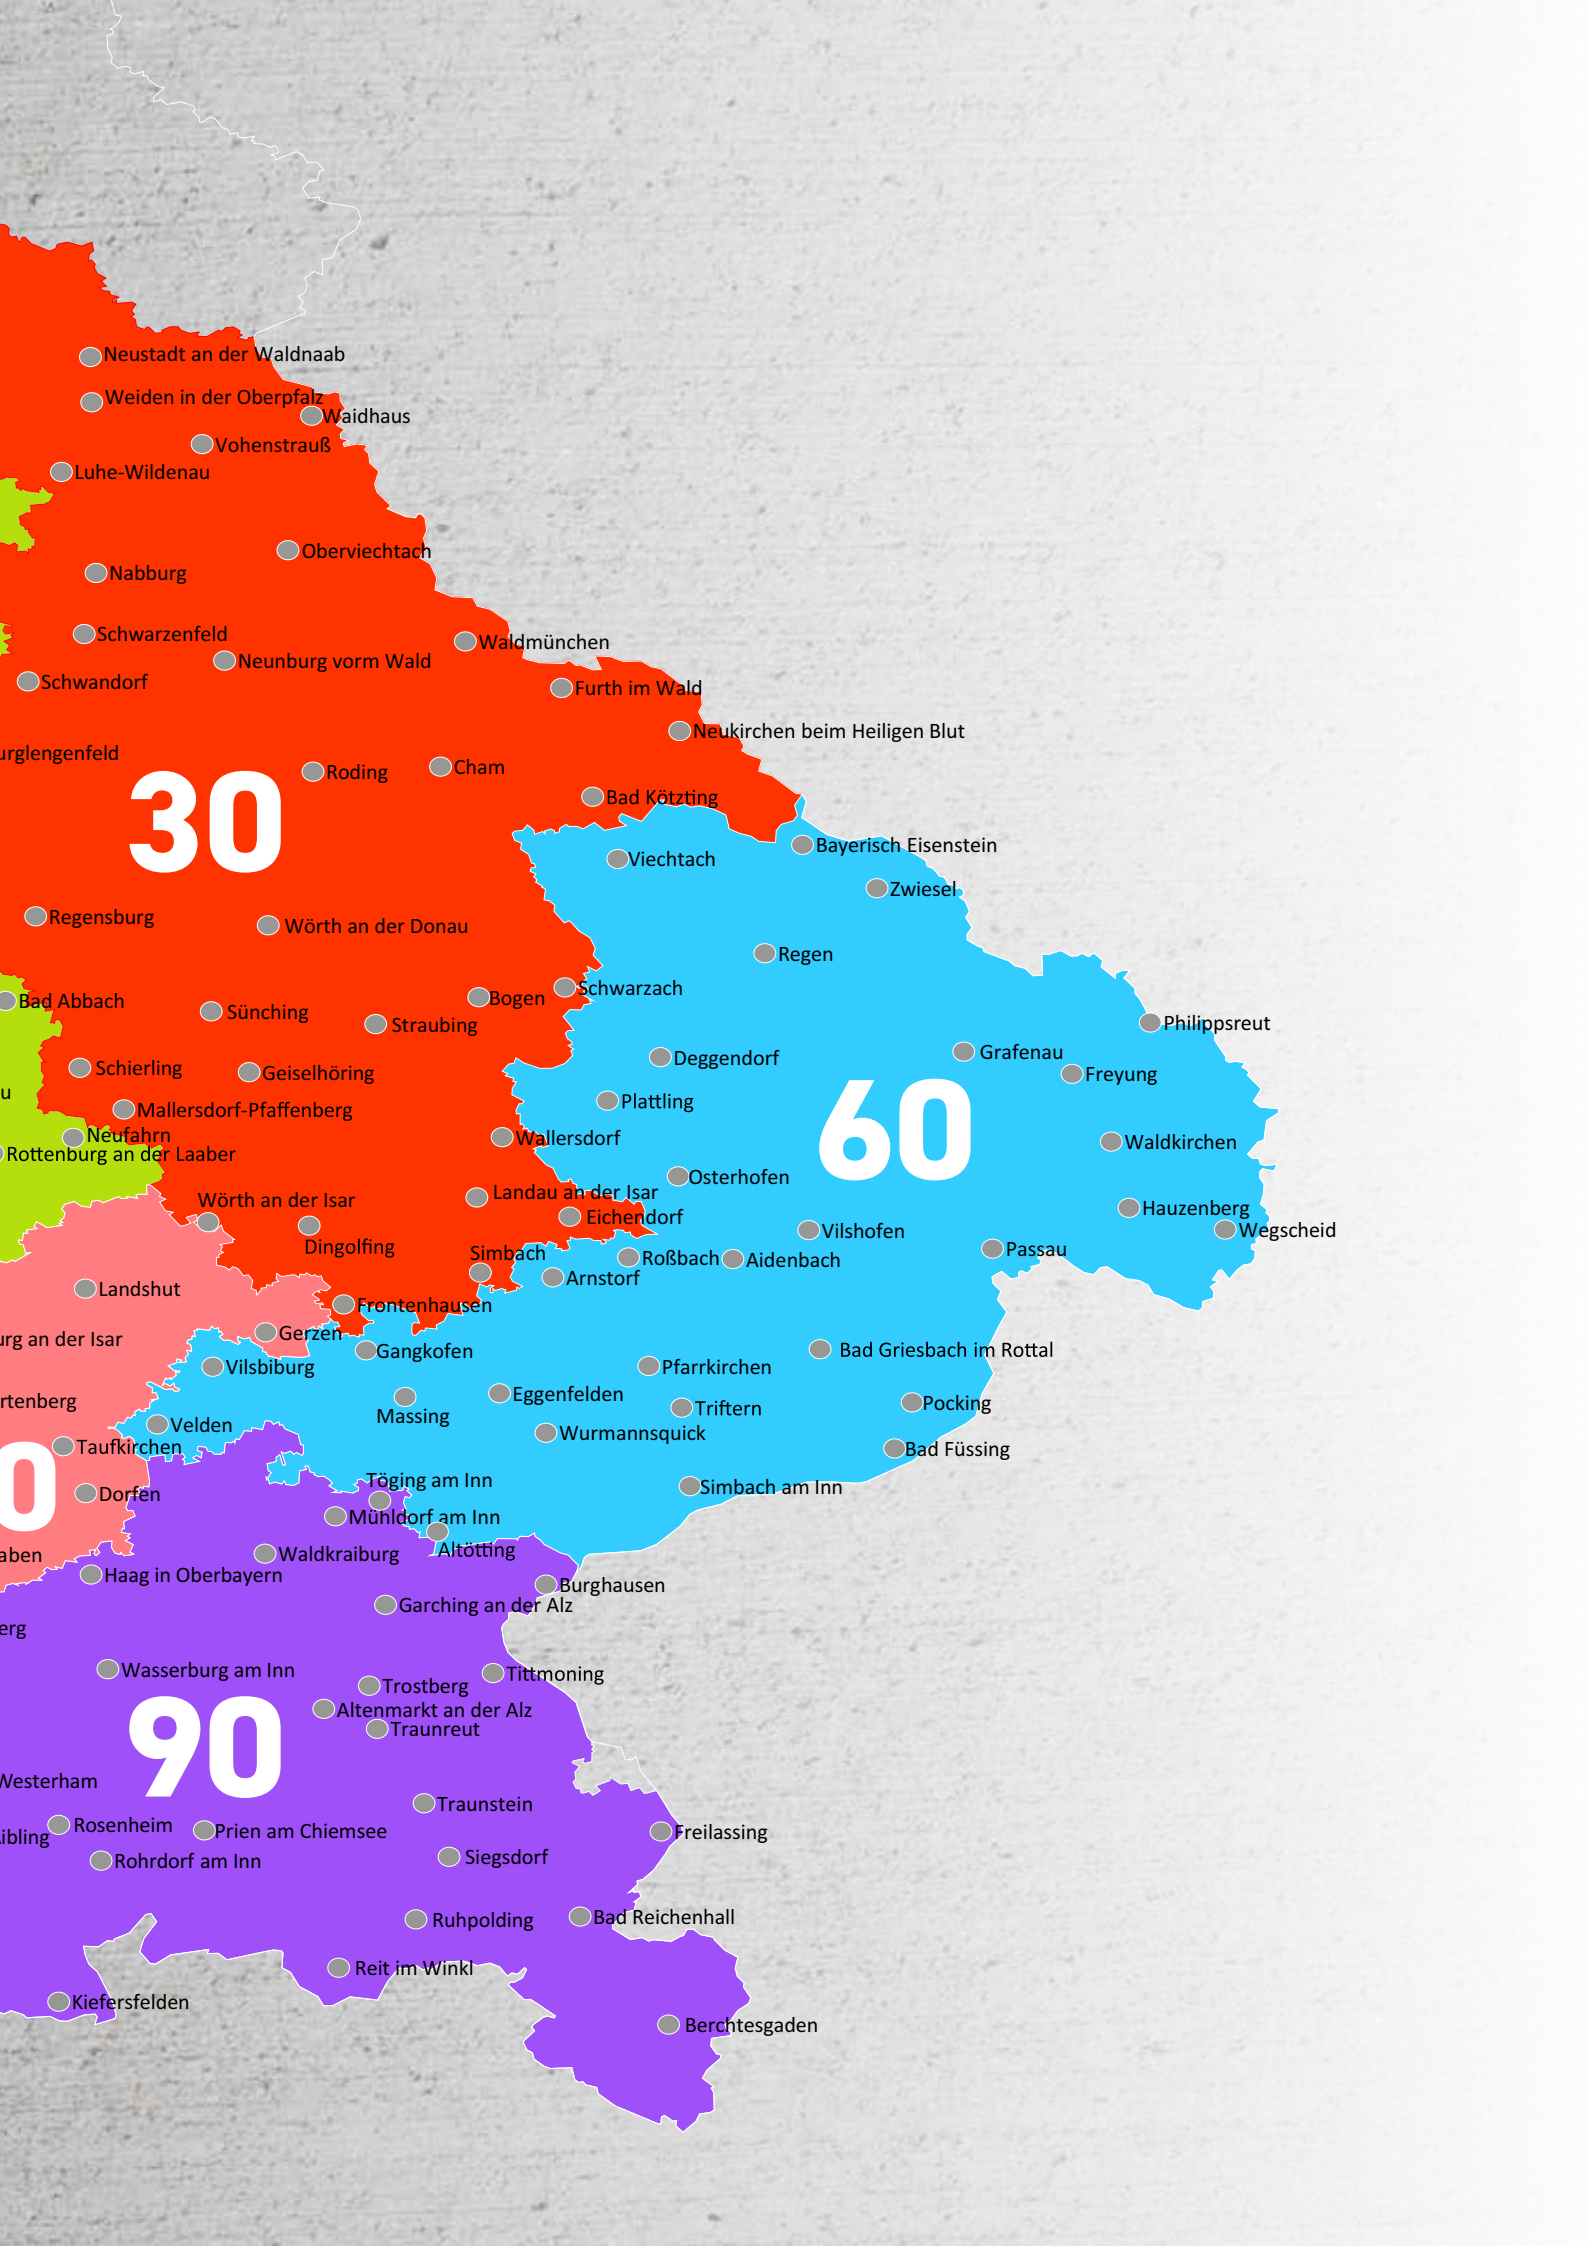 Neustadt an der Waldnaab
Weiden in der Oberpfalz
Waidhaus
Vohenstrauß
Luhe-Wildenau
Oberviechtach
Nabburg
Schwarzenfeld
Waldmünchen
Neunburg vorm Wald
Schwandorf
Furth im Wald
Neukirchen beim Heiligen Blut
urglengenfeld
Roding
Cham
30
Bad Kötzting
Bayerisch Eisenstein
Viechtach
Zwiesel
Regensburg
Wörth an der Donau
Regen
Schwarzach
Bogen
Bad Abbach
Sünching
Straubing
Philippsreut
Grafenau
Deggendorf
Schierling
Geiselhöring
Freyung
u
Plattling
60
Mallersdorf-Pfaffenberg
Neufahrn
Wallersdorf
Waldkirchen
Rottenburg an der Laaber
Osterhofen
Landau an der Isar
Wörth an der Isar
Hauzenberg
Eichendorf
Vilshofen
Wegscheid
Dingolfing
Passau
Simbach
Roßbach
Aidenbach
Arnstorf
Landshut
Frontenhausen
Gerzen
urg an der Isar
Gangkofen
Bad Griesbach im Rottal
Vilsbiburg
Pfarrkirchen
Eggenfelden
rtenberg
Pocking
Triftern
Massing
Velden
Wurmannsquick
Taufkirchen
Bad Füssing
Töging am Inn
Simbach am Inn
0
Dorfen
Mühldorf am Inn
Altötting
aben
Waldkraiburg
Haag in Oberbayern
Burghausen
Garching an der Alz
erg
Wasserburg am Inn
Tittmoning
Trostberg
Altenmarkt an der Alz
Traunreut
90
Westerham
Traunstein
Rosenheim
Prien am Chiemsee
Freilassing
ibling
Siegsdorf
Rohrdorf am Inn
Bad Reichenhall
Ruhpolding
Reit im Winkl
Kiefersfelden
Berchtesgaden